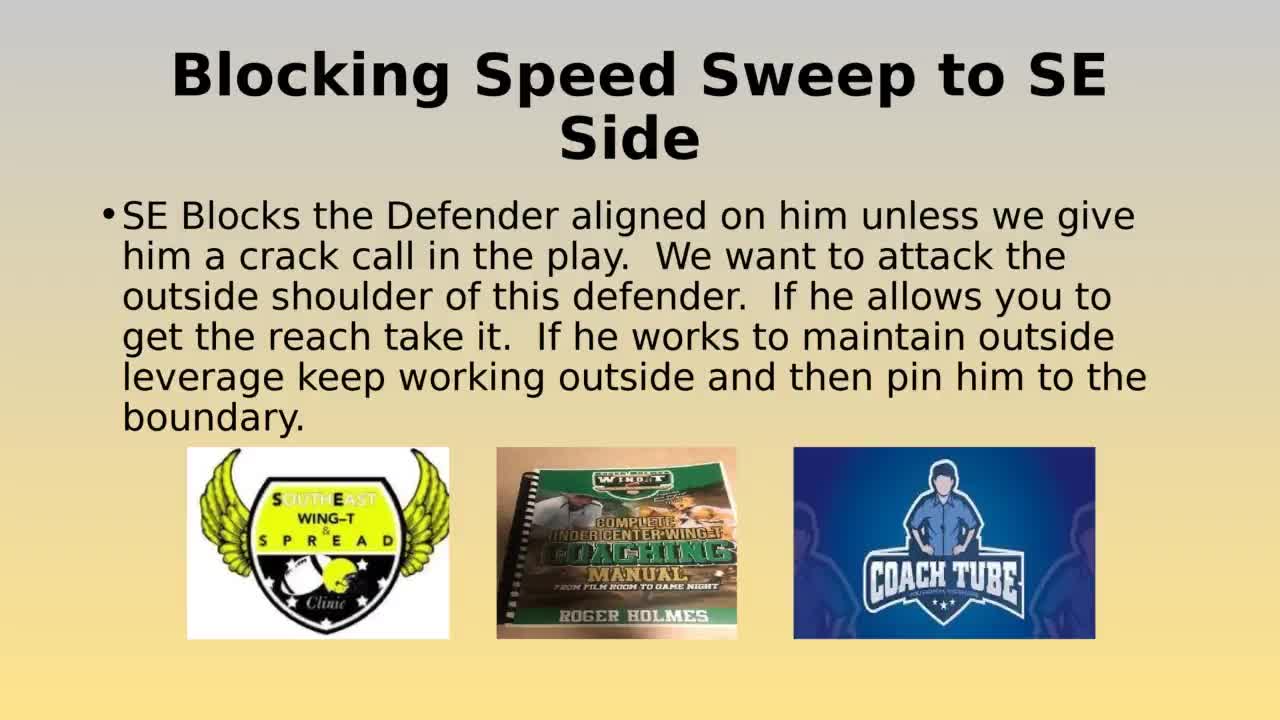 Blocking Speed Sweep to SE
Side
• SE Blocks the Defender aligned on him unless we give
him a crack call in the play.  We want to attack the
outside shoulder of this defender.  If he allows you to
get the reach take it.  If he works to maintain outside
leverage keep working outside and then pin him to the
boundary.
SOUTHEAST
WING-T
&
SPREAD
Clinic
WING-T
COMPLETE
UNDER CENTER WING-T
COACHING
MANUAL
FROM FILM ROOM TO GAME NIGHT
ROGER HOLMES
COACH TUBE